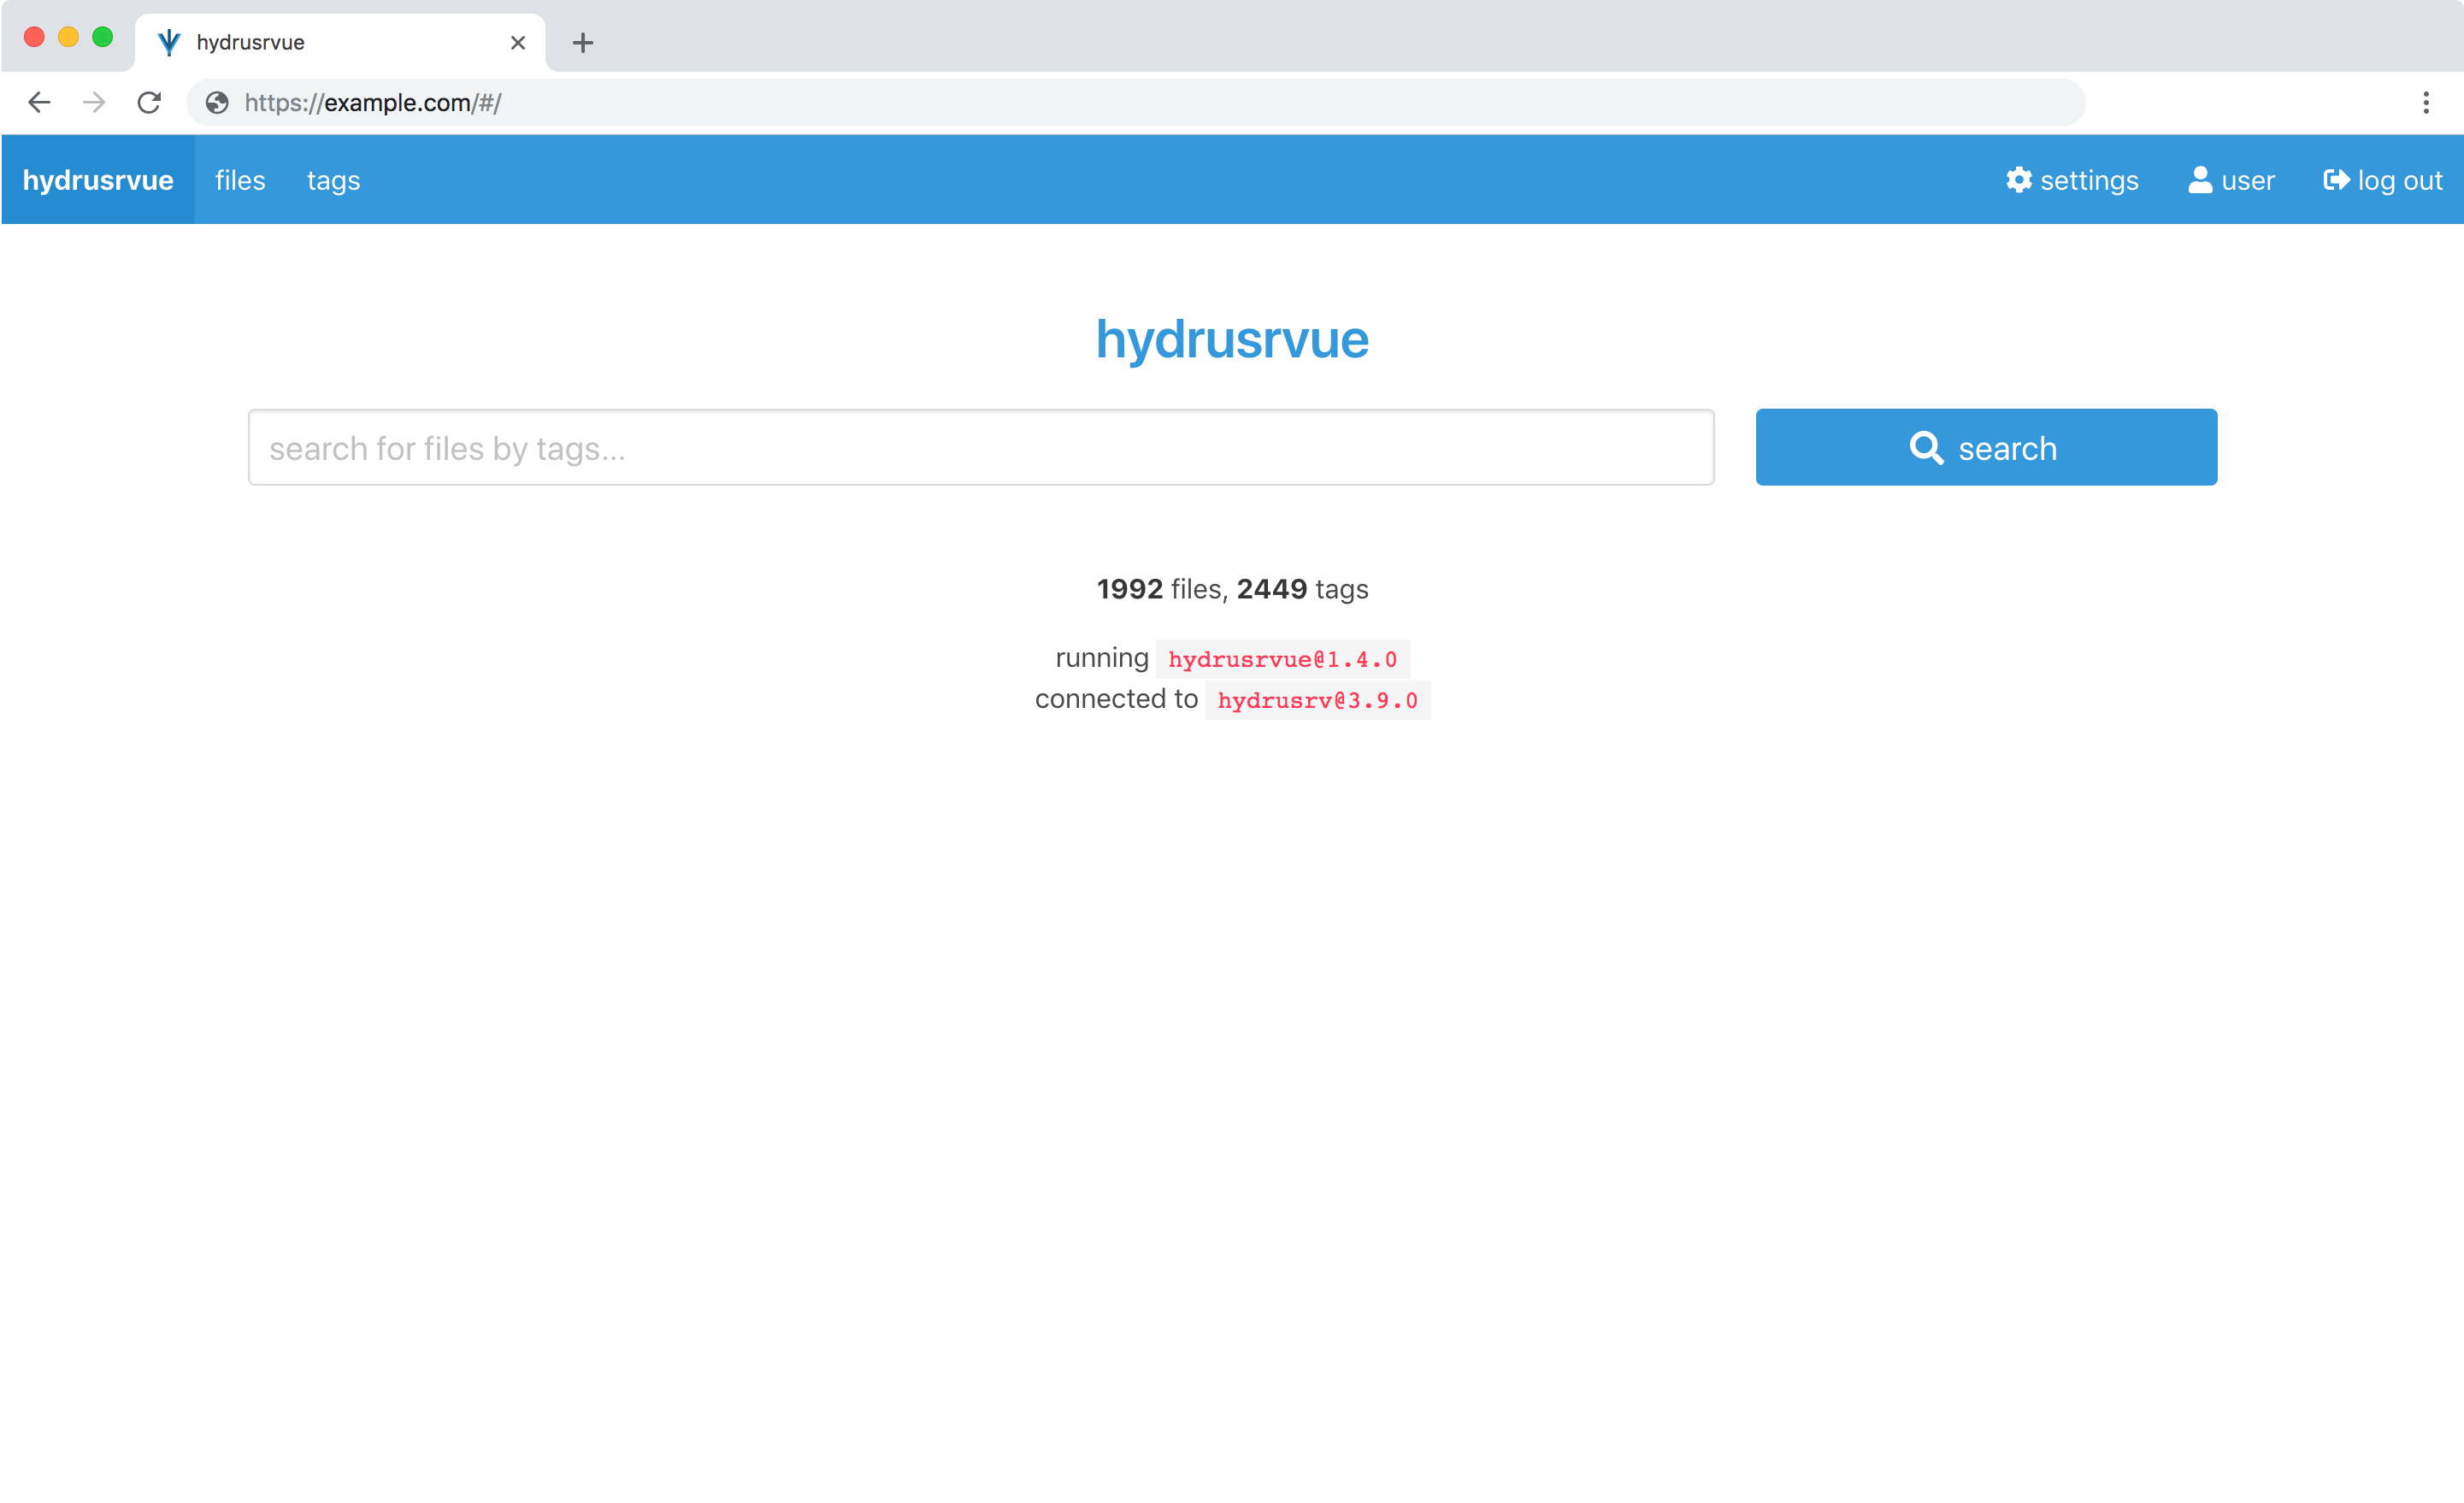 hydrusrvue
https://example.com/#/
hydrusrvue files tags settings user log out
hydrusrvue
search for files by tags...
search
1992 files, 2449 tags
running hydrusrvue@1.4.0
connected to hydrusrv@3.9.0